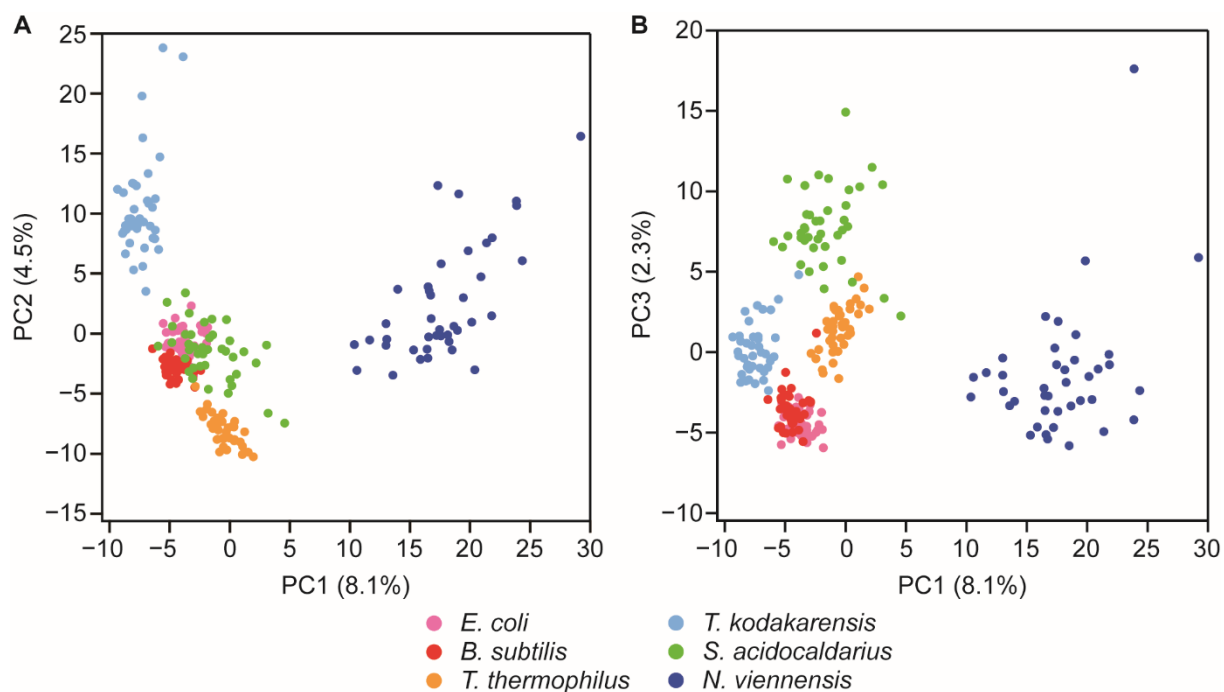 A
25
20
15
10
5
0
−5
−10
−15
PC2 (4.5%)
−10 −5 0 5 10 15 20 25 30
PC1 (8.1%)
B
20
15
10
5
0
−5
−10
PC3 (2.3%)
−10 −5 0 5 10 15 20 25 30
PC1 (8.1%)
E. coli
B. subtilis
T. thermophilus
T. kodakarensis
S. acidocaldarius
N. viennensis